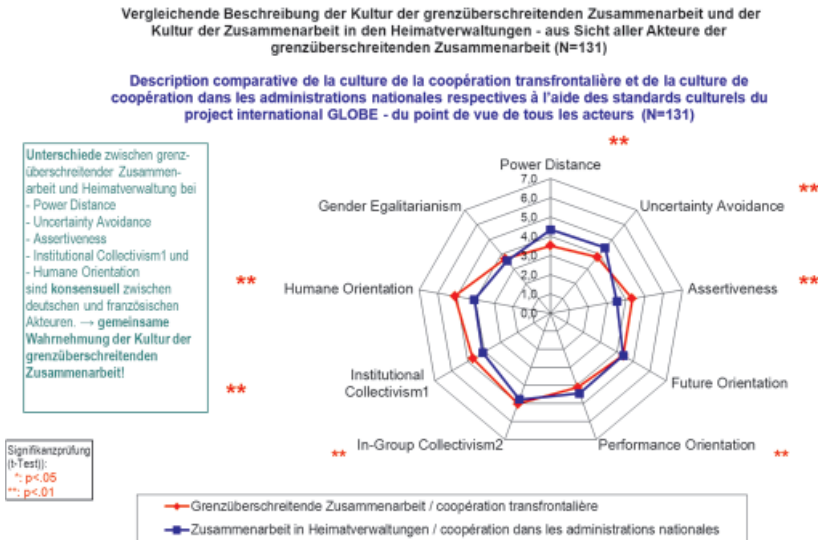 Vergleichende Beschreibung der Kultur der grenzüberschreitenden Zusammenarbeit und der
Kultur der Zusammenarbeit in den Heimatverwaltungen - aus Sicht aller Akteure der
grenzüberschreitenden Zusammenarbeit (N=131)
Description comparative de la culture de la coopération transfrontalière et de la culture de
coopération dans les administrations nationales respectives à l'aide des standards culturels du
project international GLOBE - du point de vue de tous les acteurs (N=131)
Unterschiede zwischen grenz-
überschreitender Zusammen-
arbeit und Heimatverwaltung bei
- Power Distance
- Uncertainty Avoidance
- Assertiveness
- Institutional Collectivism1 und
- Humane Orientation
sind konsensuell zwischen
deutschen und französischen
Akteuren. → gemeinsame
Wahrnehmung der Kultur der
grenzüberschreitenden
Zusammenarbeit!
**
Power Distance
7,0
6,0
5,0
4,0
3,0
2,0
1,0
0,0
Gender Egalitarianism
Uncertainty Avoidance
**
** Humane Orientation
Assertiveness
**
Institutional
Collectivism1
**
Future Orientation
** In-Group Collectivism2
Performance Orientation **
Signifikanzprüfung
(t-Test)):
*: p<.05
**: p<.01
Grenzüberschreitende Zusammenarbeit / coopération transfrontalière
Zusammenarbeit in Heimatverwaltungen / coopération dans les administrations nationales